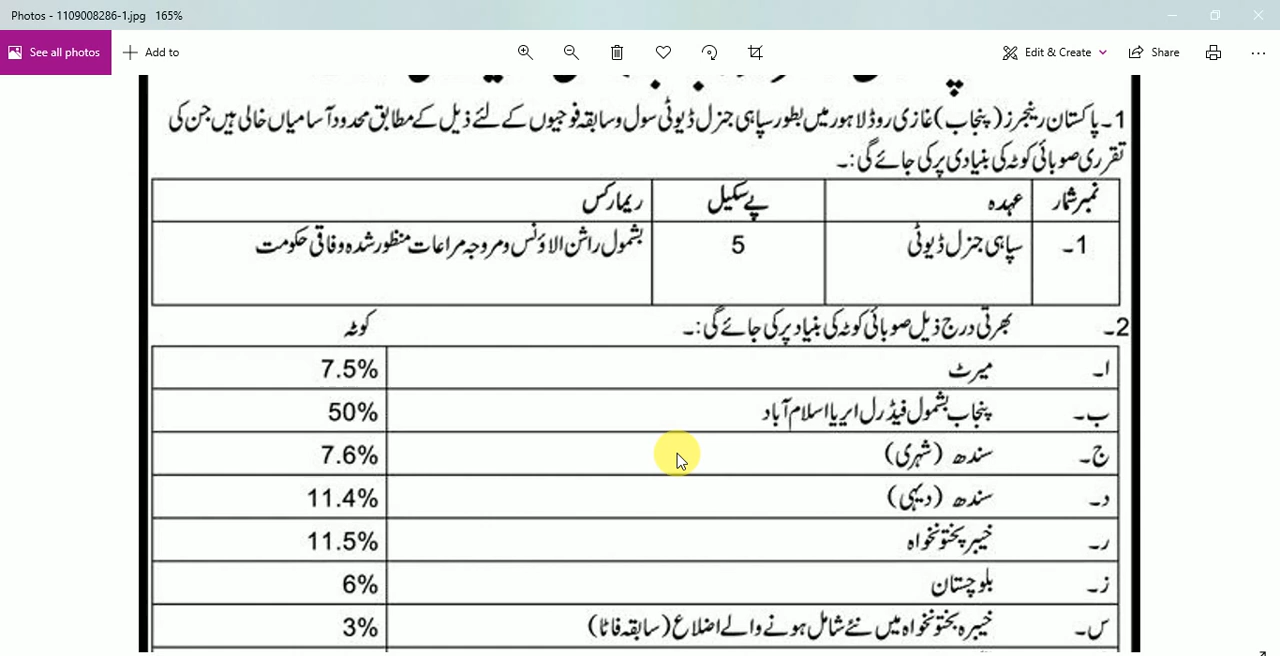 Photos - 1109008286-1.jpg 165%
See all photos
Add to
Edit & Create
Share
1۔ پاکستان رینجرز (پنجاب) غازی روڈ لاہور میں بطور سپاہی جنرل ڈیوٹی سول و سابقہ فوجیوں کے لئے ذیل کے مطابق محدود آسامیاں خالی ہیں جن کی
تقرری صوبائی کوٹہ کی بنیادی پر کی جائے گی:۔
نمبر شمار عہدہ پے سکیل ریمارکس
1۔ سپاہی جنرل ڈیوٹی 5 بشمول راشن الاؤنس و مروجہ مراعات منظور شدہ وفاقی حکومت
2۔ بھرتی درج ذیل صوبائی کوٹہ کی بنیاد پر کی جائے گی:۔ کوٹہ
ا۔ میرٹ 7.5%
ب۔ پنجاب بشمول فیڈرل ایریا اسلام آباد 50%
ج۔ سندھ (شہری) 7.6%
د۔ سندھ (دیہی) 11.4%
ر۔ خیبر پختونخواہ 11.5%
ز۔ بلوچستان 6%
س۔ خیبرہ پختونخواہ میں نئے شامل ہونے والے اضلاع (سابقہ فاٹا) 3%